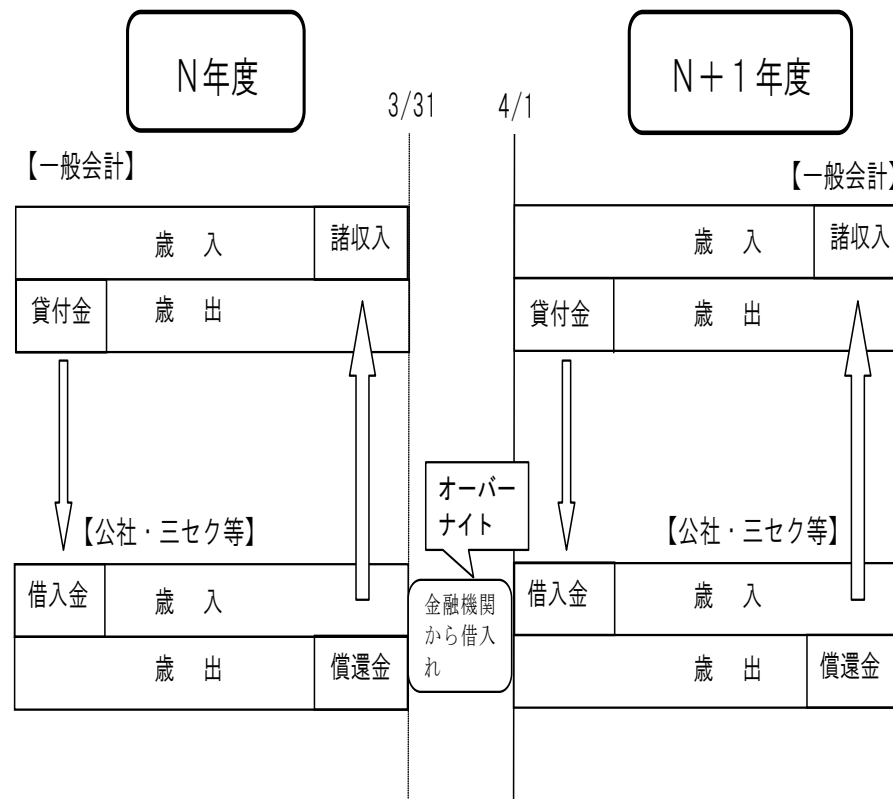 N年度
N＋1年度
3/31
4/1
【一般会計】
【一般会計】
歳 入
諸収入
歳 入
諸収入
貸付金
歳 出
貸付金
歳 出
オーバー
ナイト
【公社・三セク等】
【公社・三セク等】
借入金
歳 入
金融機関
から借入
れ
借入金
歳 入
歳 出
償還金
歳 出
償還金